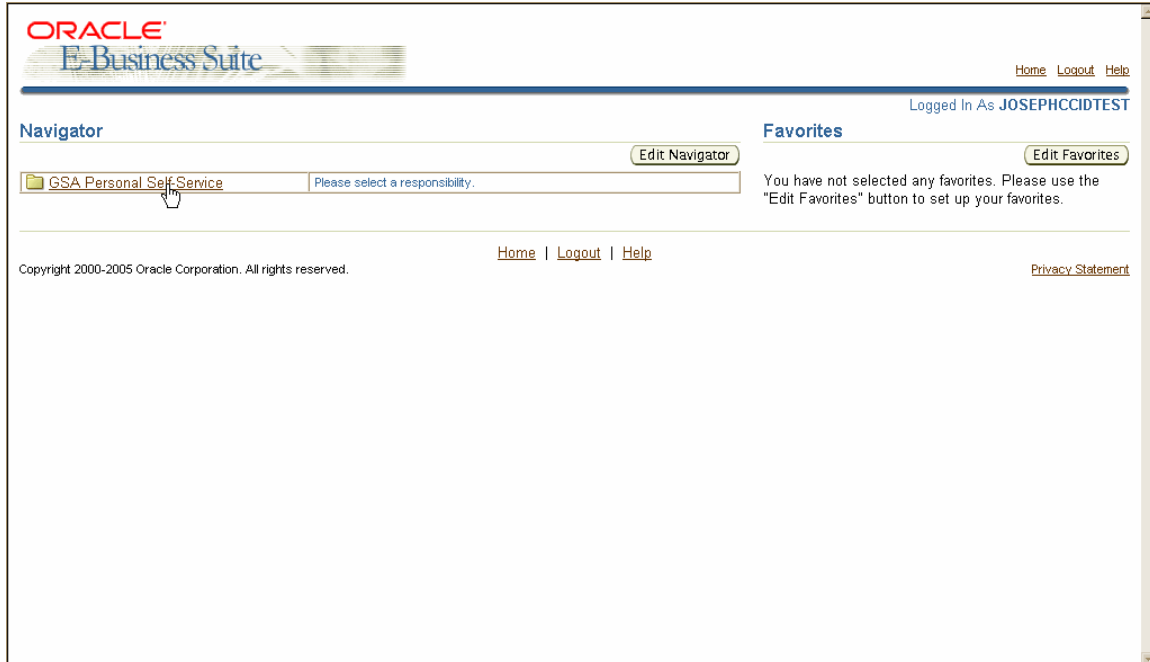 ORACLE
E-Business Suite
Home Logout Help
Logged In As JOSEPHCCIDTEST
Navigator
Favorites
Edit Navigator
Edit Favorites
GSA Personal Self-Service
Please select a responsibility.
You have not selected any favorites. Please use the
"Edit Favorites" button to set up your favorites.
Home | Logout | Help
Copyright 2000-2005 Oracle Corporation. All rights reserved.
Privacy Statement